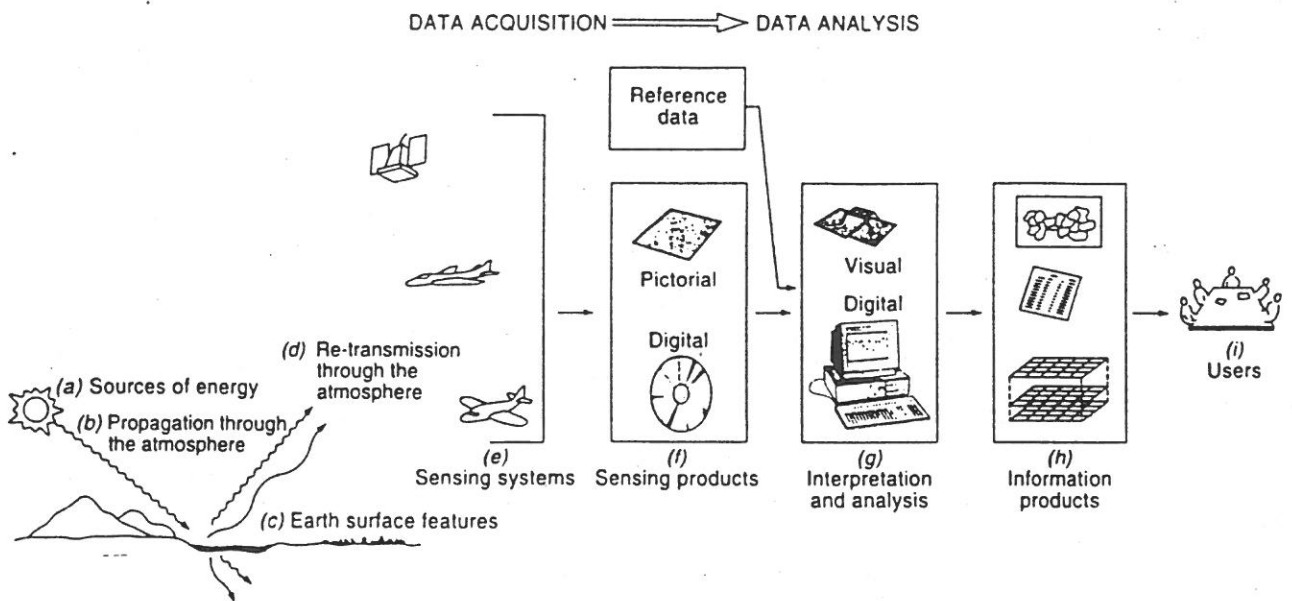 DATA ACQUISITION DATA ANALYSIS
Reference
data
Pictorial
Digital
Visual
Digital
(a) Sources of energy
(b) Propagation through
the atmosphere
(c) Earth surface features
(d) Re-transmission
through the
atmosphere
(e)
Sensing systems
(f)
Sensing products
(g)
Interpretation
and analysis
(h)
Information
products
(i)
Users